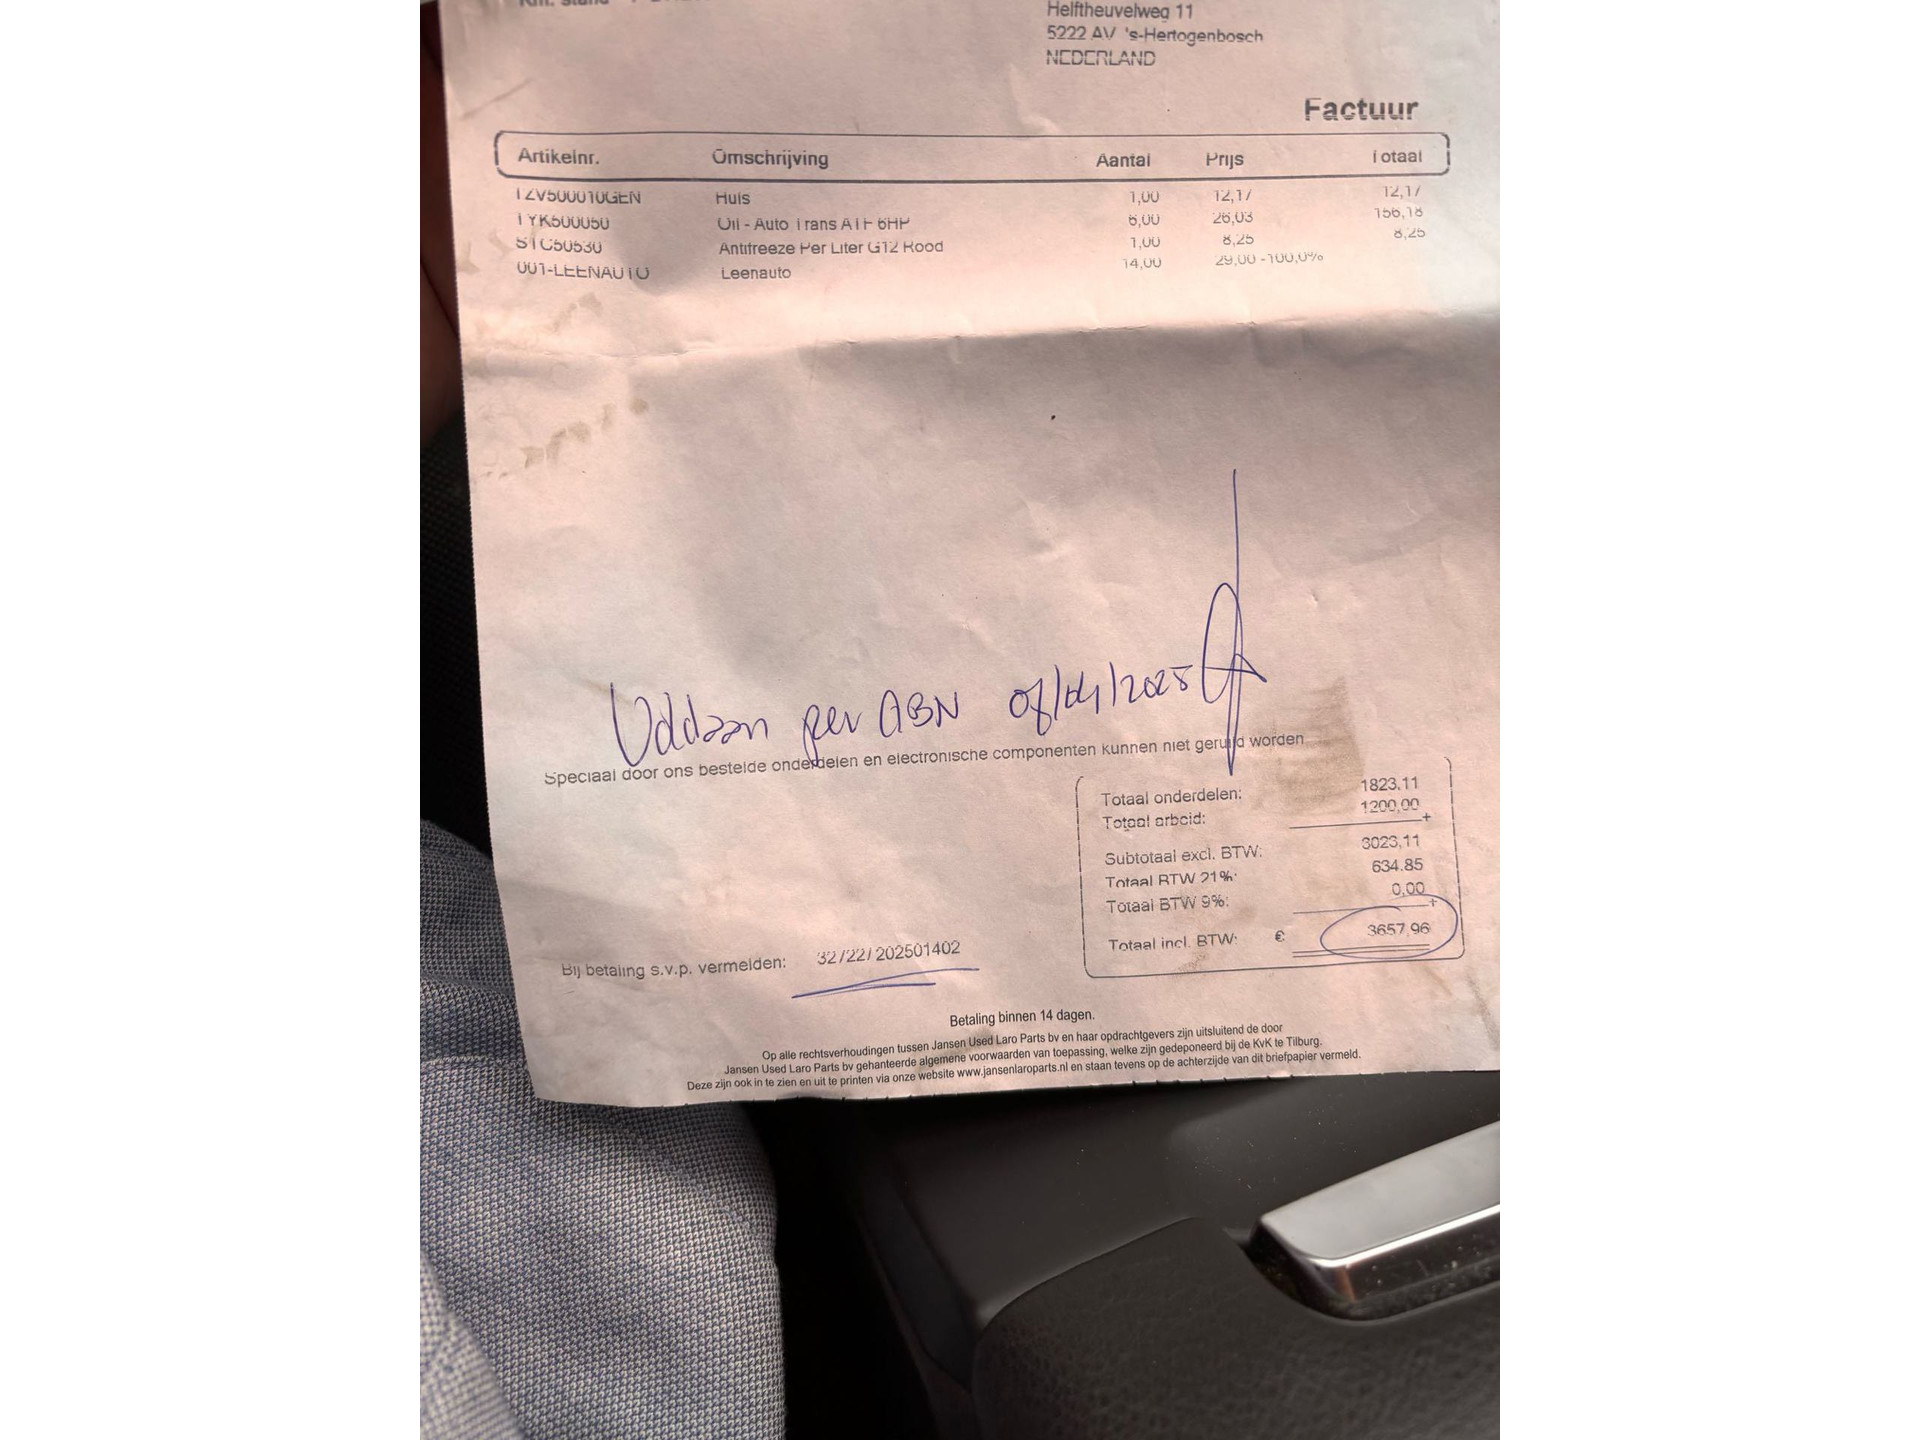 Helftheuvelweg 11
5222 AV 's-Hertogenbosch
NEDERLAND
Factuur
Artikelnr. Omschrijving Aantal Prijs Totaal
TZV500010GEN Huis 1,00 12,17 12,17
TYK500050 Oil - Auto Trans ATF 6HP 6,00 26,03 156,18
STC50530 Antifreeze Per Liter G12 Rood 1,00 8,25 8,25
001-LEENAUTO Leenauto 14,00 29,00 -100,0%
Voldaan per ABN 08/04/2025
Speciaal door ons bestelde onderdelen en electronische componenten kunnen niet geruild worden
Totaal onderdelen: 1823,11
Totaal arbeid: 1200,00
+
Subtotaal excl. BTW: 3023,11
Totaal BTW 21%: 634,85
Totaal BTW 9%: 0,00
+
Totaal incl. BTW: € 3657,96
Bij betaling s.v.p. vermelden: 32722/202501402
Betaling binnen 14 dagen.
Op alle rechtsverhoudingen tussen Jansen Used Laro Parts bv en haar opdrachtgevers zijn uitsluitend de door
Jansen Used Laro Parts bv gehanteerde algemene voorwaarden van toepassing, welke zijn gedeponeerd bij de KvK te Tilburg.
Deze zijn ook in te zien en uit te printen via onze website www.jansenlaroparts.nl en staan tevens op de achterzijde van dit briefpapier vermeld.